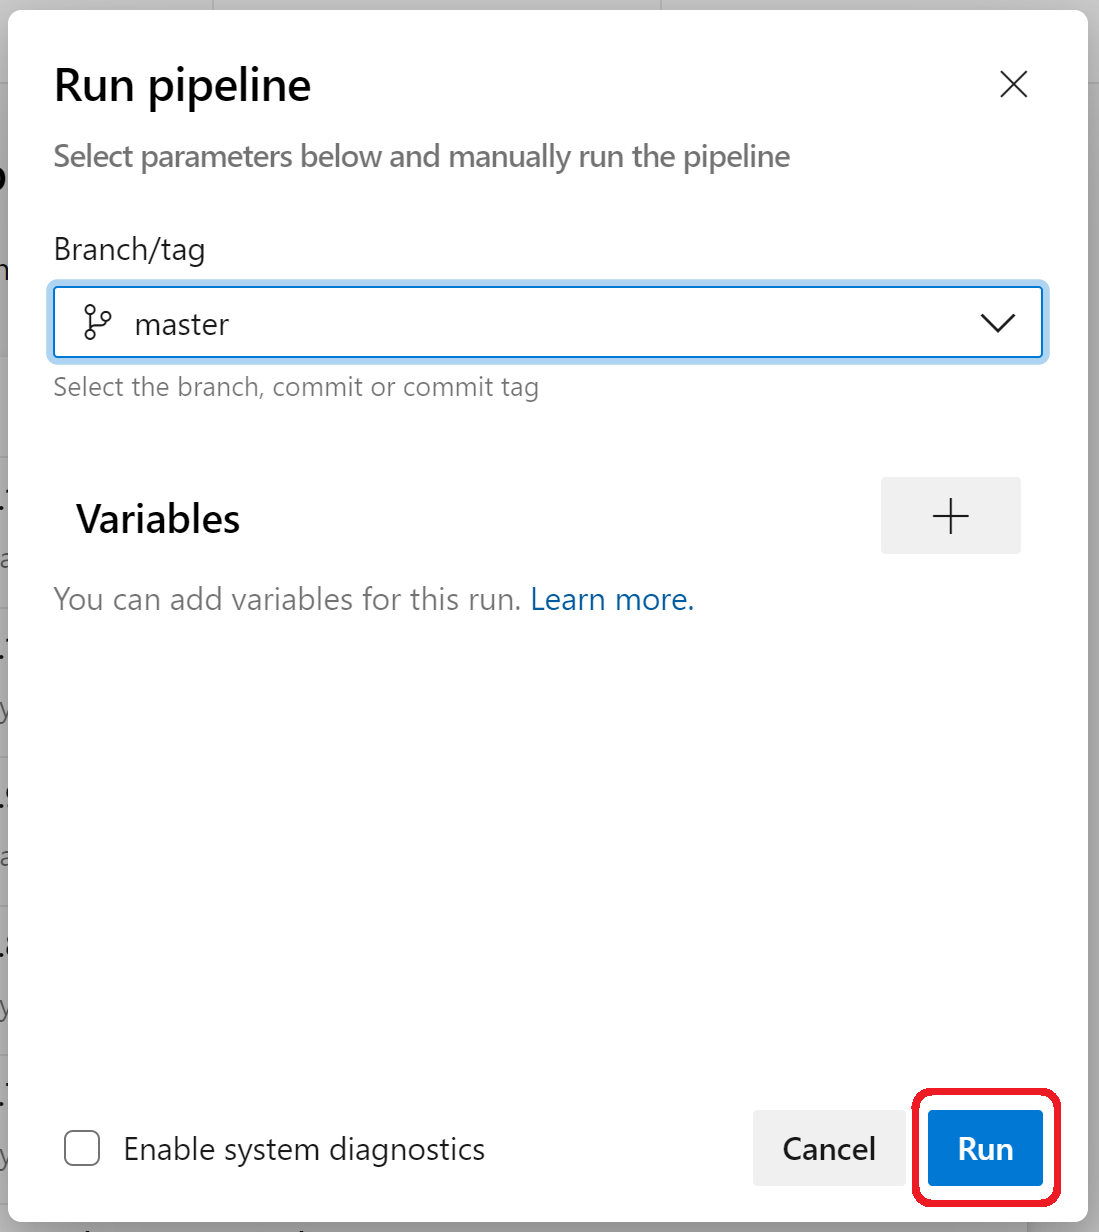 Run pipeline
Select parameters below and manually run the pipeline
Branch/tag
master
Select the branch, commit or commit tag
Variables
You can add variables for this run. Learn more.
Enable system diagnostics
Cancel
Run